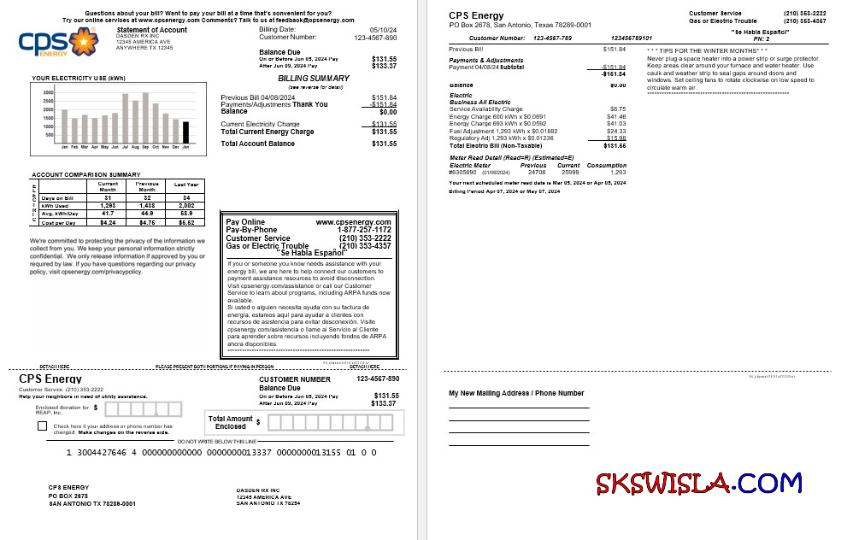 Questions about your bill? Want to pay your bill at a time that's convenient for you?
Try our online services at www.cpsenergy.com Comments? Talk to us at feedback@cpsenergy.com
cps ENERGY
Statement of Account
DASDEN RX INC
12345 AMERICA AVE
ANYWHERE TX 12345
Billing Date: 05/10/24
Customer Number: 123-4567-890
Balance Due
On or Before Jun 09, 2024 Pay $131.55
After Jun 09, 2024 Pay $133.37
YOUR ELECTRICITY USE (kWh)
3000
2500
2000
1500
1000
500
Jan Feb Mar Apr May Jun Jul Aug Sep Oct Nov Dec Jan
BILLING SUMMARY
(see reverse for detail)
Previous Bill 04/08/2024 $151.84
Payments/Adjustments Thank You -$151.84
Balance $0.00
Current Electricity Charge $131.55
Total Current Energy Charge $131.55
Total Account Balance $131.55
ACCOUNT COMPARISON SUMMARY
Current Month Previous Month Last Year
Days on Bill 31 32 34
kWh Used 1,293 1,438 2,002
Avg. kWh/Day 41.7 44.9 58.9
Cost per Day $4.24 $4.75 $5.62
We're committed to protecting the privacy of the information we
collect from you. We keep your personal information strictly
confidential. We only release information if approved by you or
required by law. If you have questions regarding our privacy
policy, visit cpsenergy.com/privacypolicy.
Pay Online www.cpsenergy.com
Pay-By-Phone 1-877-257-1172
Customer Service (210) 353-2222
Gas or Electric Trouble (210) 353-4357
"Se Habla Español"
If you or someone you know needs assistance with your
energy bill, we are here to help connect our customers to
payment assistance resources to avoid disconnection.
Visit cpsenergy.com/assistance or call our Customer
Service to learn about programs, including ARPA funds now
available.
Si usted o alguien necesita ayuda con su factura de
energía, estamos aquí para ayudar a clientes con
recursos de asistencia para evitar desconexión. Visite
cpsenergy.com/asistencia o llame al Servicio al Cliente
para aprender sobre recursos incluyendo fondos de ARPA
ahora disponibles.
DETACH HERE PLEASE PRESENT BOTH PORTIONS IF PAYING IN PERSON DETACH HERE
CPS Energy
Customer Service (210) 353-2222
Help your neighbors in need of utility assistance.
Enclosed donation for REAP, Inc. $
Check here if your address or phone number has
changed. Make changes on the reverse side.
CUSTOMER NUMBER 123-4567-890
Balance Due
On or Before Jun 09, 2024 Pay $131.55
After Jun 09, 2024 Pay $133.37
Total Amount Enclosed $
DO NOT WRITE BELOW THIS LINE
1 3004427646 4 000000000000 000000013337 000000013155 01 0 0
CPS ENERGY
PO BOX 2678
SAN ANTONIO TX 78289-0001
DASDEN RX INC
12345 AMERICA AVE
SAN ANTONIO TX 78254
CPS Energy
PO Box 2678, San Antonio, Texas 78289-0001
Customer Service (210) 353-2222
Gas or Electric Trouble (210) 353-4357
"Se Habla Español"
Customer Number: 123-4567-789 123456789101 PN: 2
Previous Bill $151.84
Payments & Adjustments
Payment 04/08/24 -$151.84
Subtotal -$151.84
Balance $0.00
Electric
Business All Electric
Service Availability Charge $8.75
Energy Charge 600 kWh x $0.0691 $41.46
Energy Charge 693 kWh x $0.0592 $41.03
Fuel Adjustment 1,293 kWh x $0.01882 $24.33
Regulatory Adj 1,293 kWh x $0.01236 $15.98
Total Electric Bill (Non-Taxable) $131.55
Meter Read Detail (Read=R) (Estimated=E)
Electric Meter Previous Current Consumption
#6305693 (01/08/2024) 24706 25999 1,293
Your next scheduled meter read date is Mar 05, 2024 or Apr 05, 2024
Billing Period Apr 07, 2024 to May 07, 2024
* * * TIPS FOR THE WINTER MONTHS* * *
Never plug a space heater into a power strip or surge protector.
Keep areas clear around your furnace and water heater. Use
caulk and weather strip to seal gaps around doors and
windows. Set ceiling fans to rotate clockwise on low speed to
circulate warm air.
My New Mailing Address / Phone Number
SKSWISLA.COM